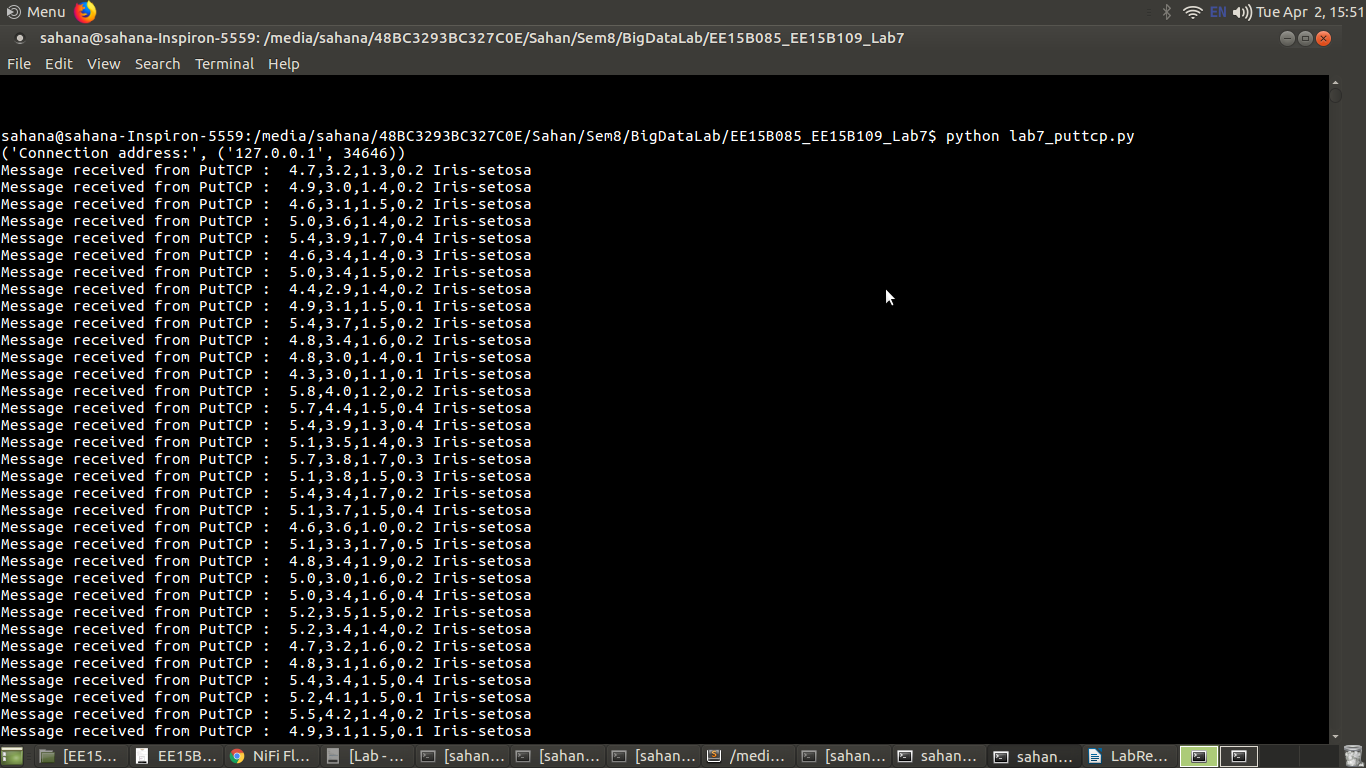 Menu
EN Tue Apr 2, 15:51
sahana@sahana-Inspiron-5559: /media/sahana/48BC3293BC327C0E/Sahan/Sem8/BigDataLab/EE15B085_EE15B109_Lab7
File Edit View Search Terminal Help
sahana@sahana-Inspiron-5559:/media/sahana/48BC3293BC327C0E/Sahan/Sem8/BigDataLab/EE15B085_EE15B109_Lab7$ python lab7_puttcp.py
('Connection address:', ('127.0.0.1', 34646))
Message received from PutTCP :  4.7,3.2,1.3,0.2 Iris-setosa
Message received from PutTCP :  4.9,3.0,1.4,0.2 Iris-setosa
Message received from PutTCP :  4.6,3.1,1.5,0.2 Iris-setosa
Message received from PutTCP :  5.0,3.6,1.4,0.2 Iris-setosa
Message received from PutTCP :  5.4,3.9,1.7,0.4 Iris-setosa
Message received from PutTCP :  4.6,3.4,1.4,0.3 Iris-setosa
Message received from PutTCP :  5.0,3.4,1.5,0.2 Iris-setosa
Message received from PutTCP :  4.4,2.9,1.4,0.2 Iris-setosa
Message received from PutTCP :  4.9,3.1,1.5,0.1 Iris-setosa
Message received from PutTCP :  5.4,3.7,1.5,0.2 Iris-setosa
Message received from PutTCP :  4.8,3.4,1.6,0.2 Iris-setosa
Message received from PutTCP :  4.8,3.0,1.4,0.1 Iris-setosa
Message received from PutTCP :  4.3,3.0,1.1,0.1 Iris-setosa
Message received from PutTCP :  5.8,4.0,1.2,0.2 Iris-setosa
Message received from PutTCP :  5.7,4.4,1.5,0.4 Iris-setosa
Message received from PutTCP :  5.4,3.9,1.3,0.4 Iris-setosa
Message received from PutTCP :  5.1,3.5,1.4,0.3 Iris-setosa
Message received from PutTCP :  5.7,3.8,1.7,0.3 Iris-setosa
Message received from PutTCP :  5.1,3.8,1.5,0.3 Iris-setosa
Message received from PutTCP :  5.4,3.4,1.7,0.2 Iris-setosa
Message received from PutTCP :  5.1,3.7,1.5,0.4 Iris-setosa
Message received from PutTCP :  4.6,3.6,1.0,0.2 Iris-setosa
Message received from PutTCP :  5.1,3.3,1.7,0.5 Iris-setosa
Message received from PutTCP :  4.8,3.4,1.9,0.2 Iris-setosa
Message received from PutTCP :  5.0,3.0,1.6,0.2 Iris-setosa
Message received from PutTCP :  5.0,3.4,1.6,0.4 Iris-setosa
Message received from PutTCP :  5.2,3.5,1.5,0.2 Iris-setosa
Message received from PutTCP :  5.2,3.4,1.4,0.2 Iris-setosa
Message received from PutTCP :  4.7,3.2,1.6,0.2 Iris-setosa
Message received from PutTCP :  4.8,3.1,1.6,0.2 Iris-setosa
Message received from PutTCP :  5.4,3.4,1.5,0.4 Iris-setosa
Message received from PutTCP :  5.2,4.1,1.5,0.1 Iris-setosa
Message received from PutTCP :  5.5,4.2,1.4,0.2 Iris-setosa
Message received from PutTCP :  4.9,3.1,1.5,0.1 Iris-setosa
[EE15... EE15B... NiFi Fl... [Lab -... [sahan... [sahan... [sahan... /medi... [sahan... sahan... sahan... LabRe...